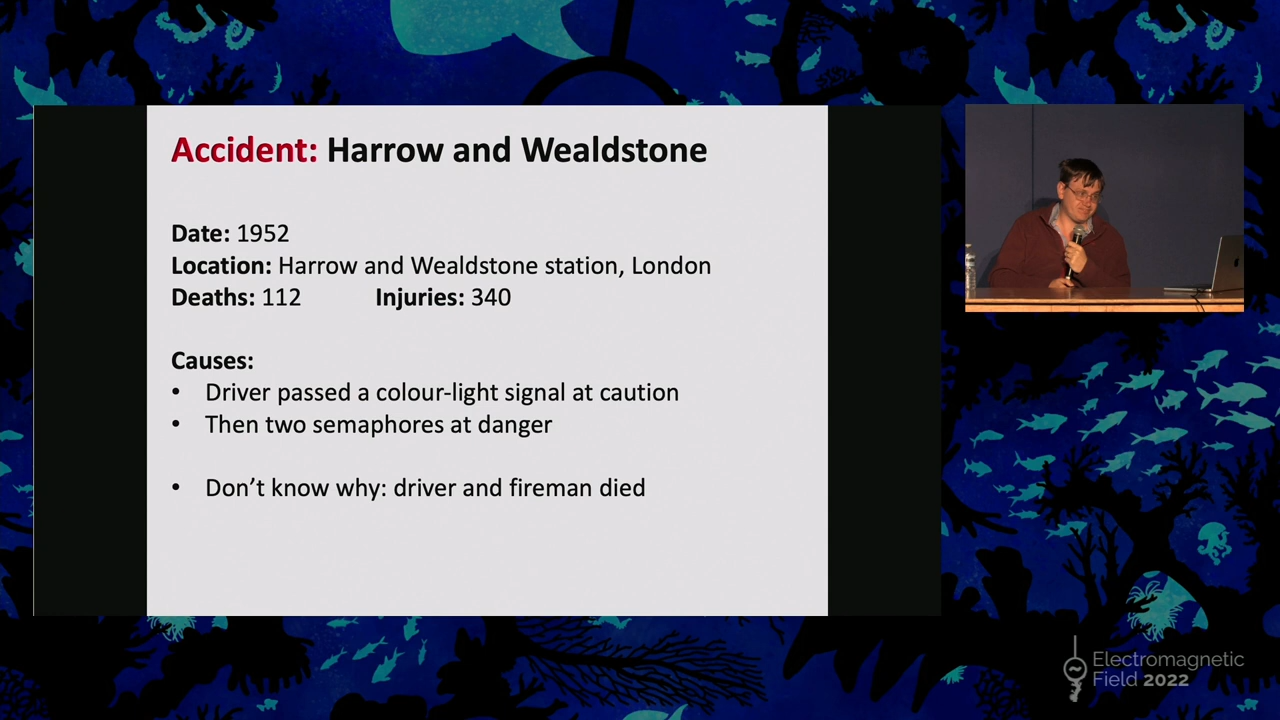 Accident: Harrow and Wealdstone
Date: 1952
Location: Harrow and Wealdstone station, London
Deaths: 112 Injuries: 340
Causes:
• Driver passed a colour-light signal at caution
• Then two semaphores at danger
• Don't know why: driver and fireman died
Electromagnetic
Field 2022